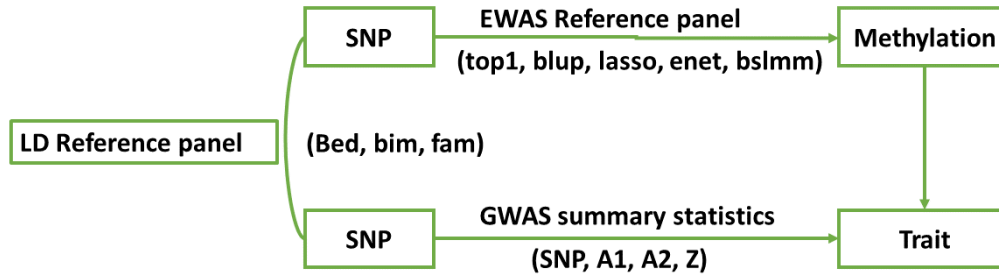 SNP
EWAS Reference panel
Methylation
(top1, blup, lasso, enet, bslmm)
LD Reference panel
(Bed, bim, fam)
SNP
GWAS summary statistics
Trait
(SNP, A1, A2, Z)